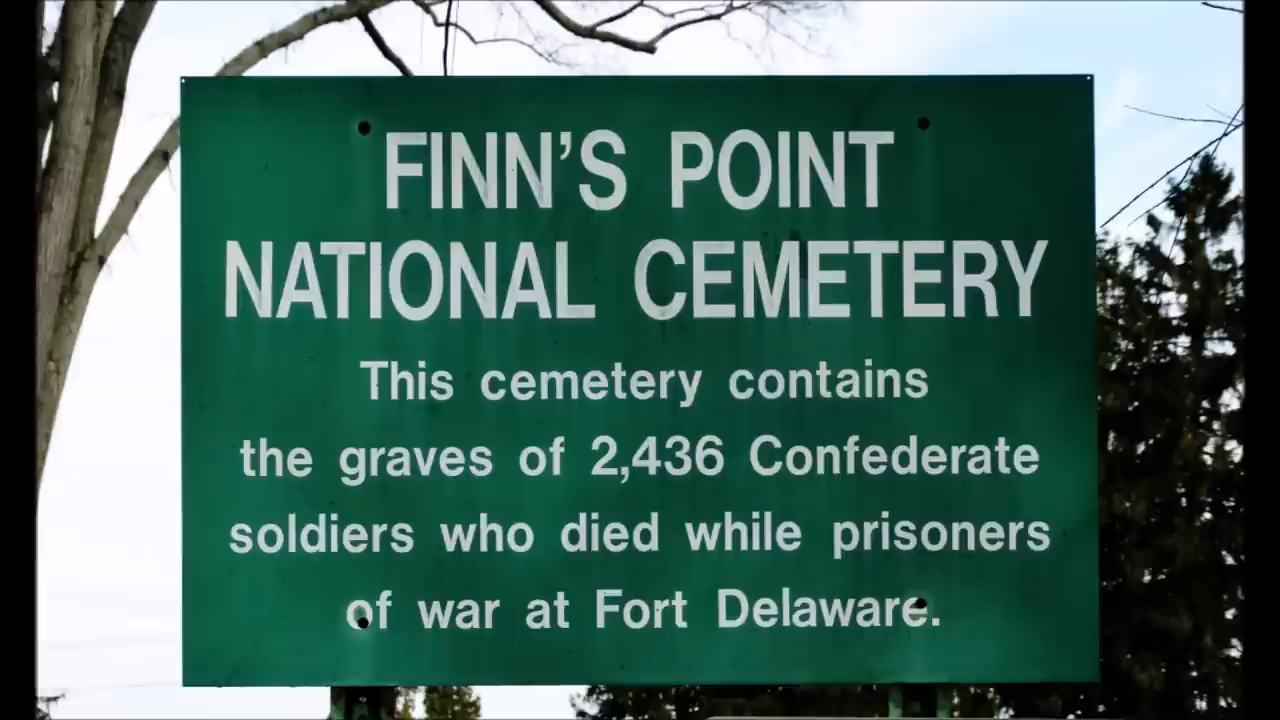 FINN'S POINT
NATIONAL CEMETERY
This cemetery contains
the graves of 2,436 Confederate
soldiers who died while prisoners
of war at Fort Delaware.